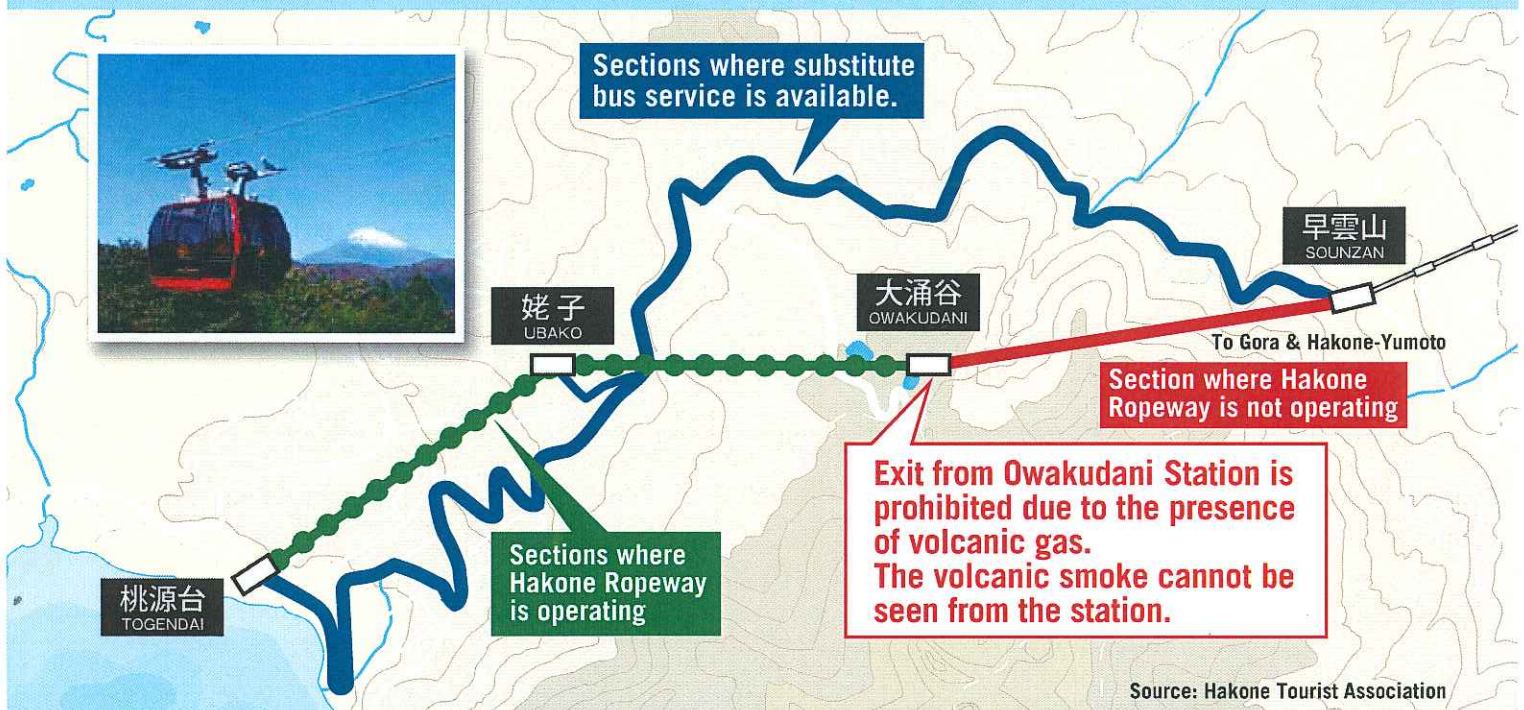 Sections where substitute
bus service is available.
早雲山
SOUNZAN
大涌谷
OWAKUDANI
姥子
UBAKO
To Gora & Hakone-Yumoto
Section where Hakone
Ropeway is not operating
Exit from Owakudani Station is
prohibited due to the presence
of volcanic gas.
The volcanic smoke cannot be
seen from the station.
Sections where
Hakone Ropeway
is operating
桃源台
TOGENDAI
Source: Hakone Tourist Association